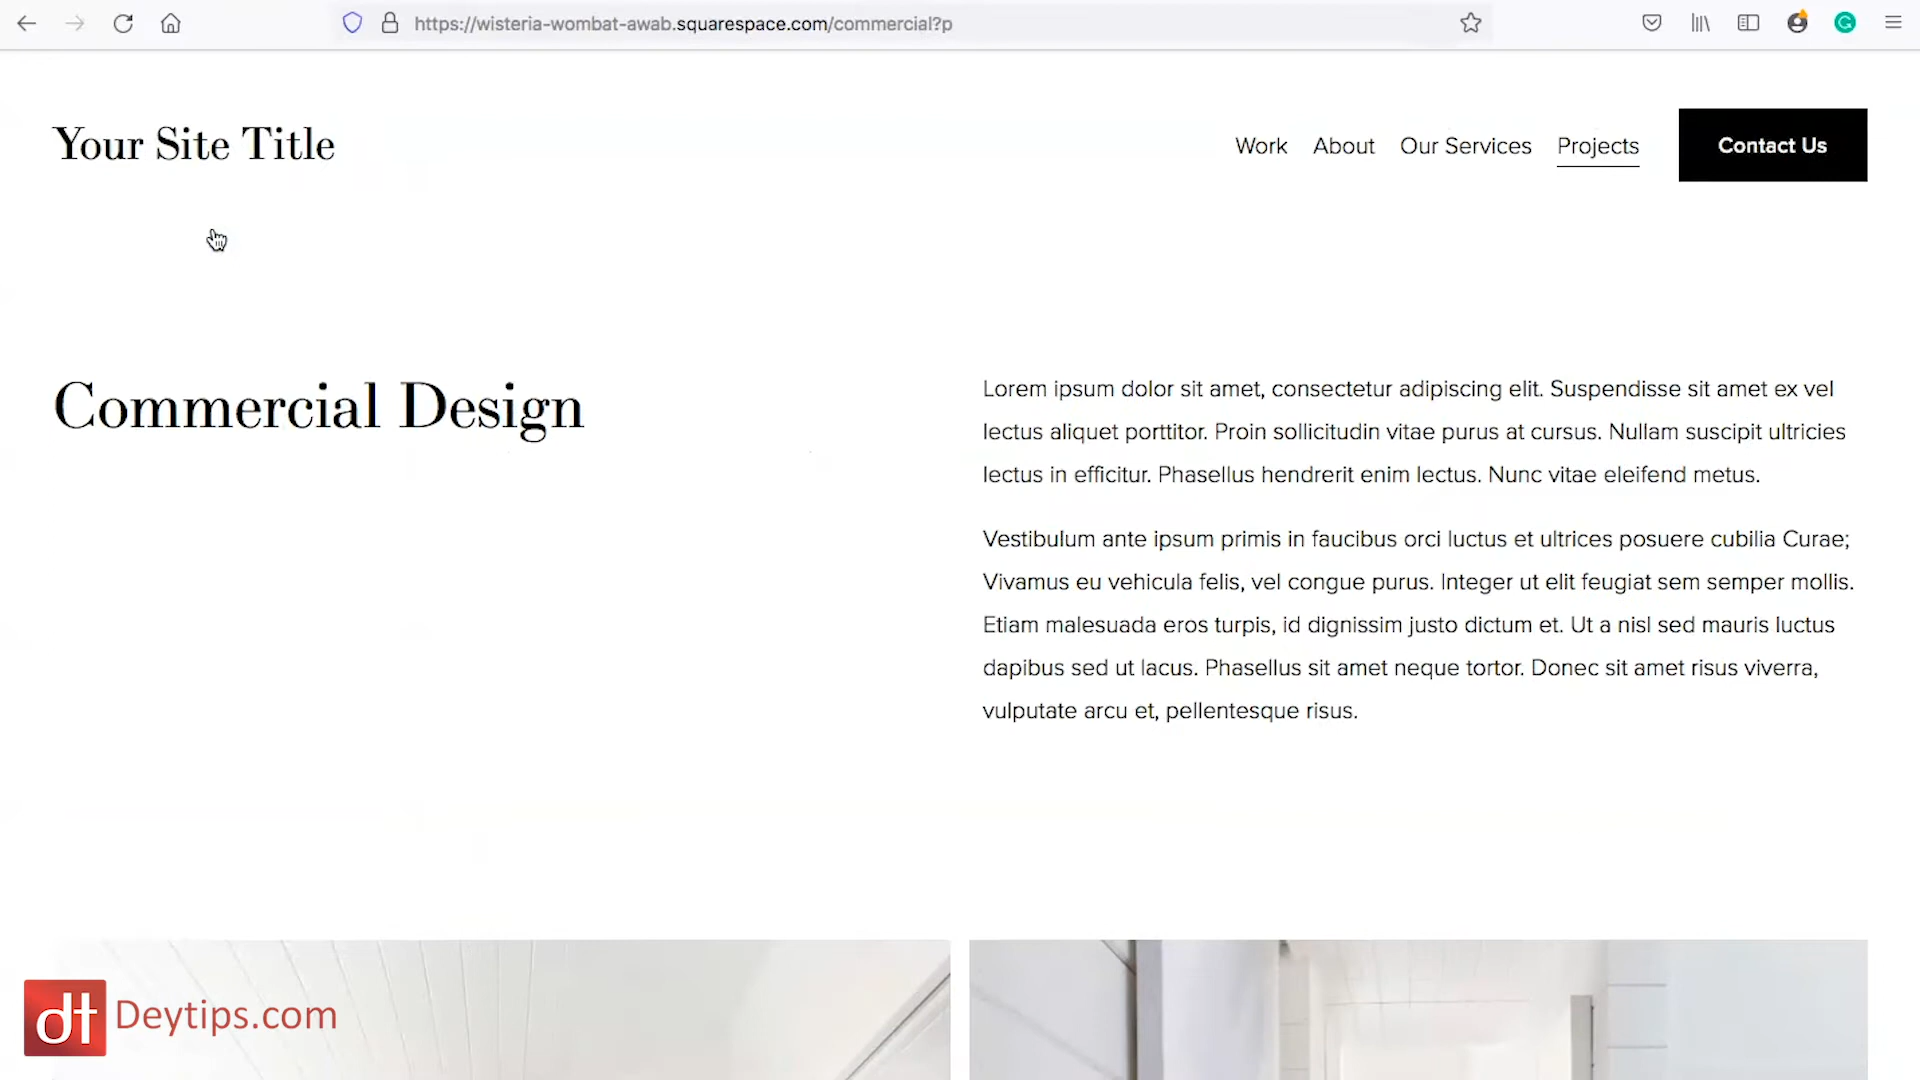 https://wisteria-wombat-awab.squarespace.com/commercial?p
Your Site Title
Work About Our Services Projects Contact Us
Commercial Design
Lorem ipsum dolor sit amet, consectetur adipiscing elit. Suspendisse sit amet ex vel
lectus aliquet porttitor. Proin sollicitudin vitae purus at cursus. Nullam suscipit ultricies
lectus in efficitur. Phasellus hendrerit enim lectus. Nunc vitae eleifend metus.
Vestibulum ante ipsum primis in faucibus orci luctus et ultrices posuere cubilia Curae;
Vivamus eu vehicula felis, vel congue purus. Integer ut elit feugiat sem semper mollis.
Etiam malesuada eros turpis, id dignissim justo dictum et. Ut a nisl sed mauris luctus
dapibus sed ut lacus. Phasellus sit amet neque tortor. Donec sit amet risus viverra,
vulputate arcu et, pellentesque risus.
dt Deytips.com